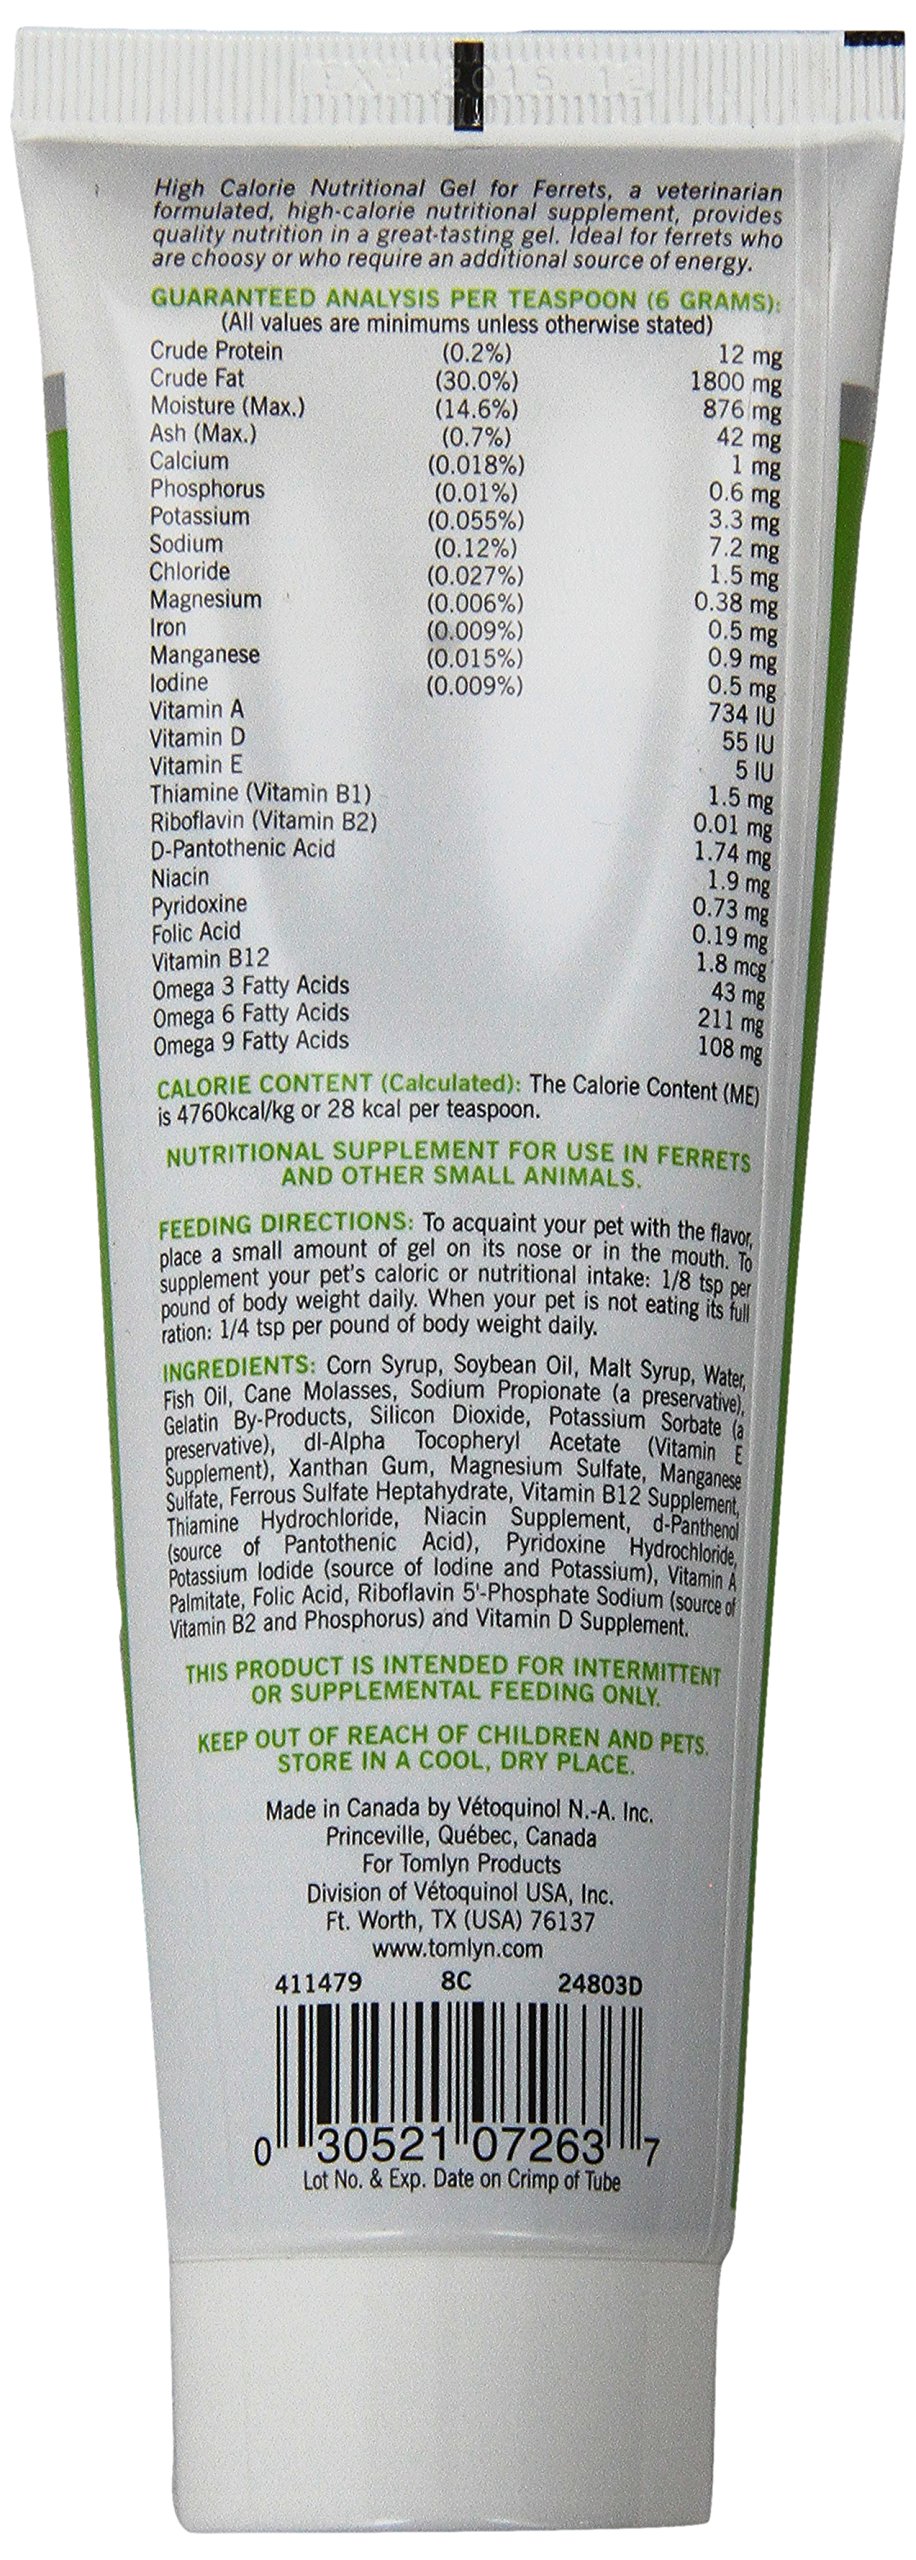 EXP 2015 12
High Calorie Nutritional Gel for Ferrets, a veterinarian
formulated, high-calorie nutritional supplement, provides
quality nutrition in a great-tasting gel. Ideal for ferrets who
are choosy or who require an additional source of energy.
GUARANTEED ANALYSIS PER TEASPOON (6 GRAMS):
(All values are minimums unless otherwise stated)
Crude Protein (0.2%) 12 mg
Crude Fat (30.0%) 1800 mg
Moisture (Max.) (14.6%) 876 mg
Ash (Max.) (0.7%) 42 mg
Calcium (0.018%) 1 mg
Phosphorus (0.01%) 0.6 mg
Potassium (0.055%) 3.3 mg
Sodium (0.12%) 7.2 mg
Chloride (0.027%) 1.5 mg
Magnesium (0.006%) 0.38 mg
Iron (0.009%) 0.5 mg
Manganese (0.015%) 0.9 mg
Iodine (0.009%) 0.5 mg
Vitamin A 734 IU
Vitamin D 55 IU
Vitamin E 5 IU
Thiamine (Vitamin B1) 1.5 mg
Riboflavin (Vitamin B2) 0.01 mg
D-Pantothenic Acid 1.74 mg
Niacin 1.9 mg
Pyridoxine 0.73 mg
Folic Acid 0.19 mg
Vitamin B12 1.8 mcg
Omega 3 Fatty Acids 43 mg
Omega 6 Fatty Acids 211 mg
Omega 9 Fatty Acids 108 mg
CALORIE CONTENT (Calculated): The Calorie Content (ME)
is 4760kcal/kg or 28 kcal per teaspoon.
NUTRITIONAL SUPPLEMENT FOR USE IN FERRETS
AND OTHER SMALL ANIMALS.
FEEDING DIRECTIONS: To acquaint your pet with the flavor,
place a small amount of gel on its nose or in the mouth. To
supplement your pet's caloric or nutritional intake: 1/8 tsp per
pound of body weight daily. When your pet is not eating its full
ration: 1/4 tsp per pound of body weight daily.
INGREDIENTS: Corn Syrup, Soybean Oil, Malt Syrup, Water,
Fish Oil, Cane Molasses, Sodium Propionate (a preservative),
Gelatin By-Products, Silicon Dioxide, Potassium Sorbate (a
preservative), dl-Alpha Tocopheryl Acetate (Vitamin E
Supplement), Xanthan Gum, Magnesium Sulfate, Manganese
Sulfate, Ferrous Sulfate Heptahydrate, Vitamin B12 Supplement,
Thiamine Hydrochloride, Niacin Supplement, d-Panthenol
(source of Pantothenic Acid), Pyridoxine Hydrochloride,
Potassium Iodide (source of Iodine and Potassium), Vitamin A
Palmitate, Folic Acid, Riboflavin 5'-Phosphate Sodium (source of
Vitamin B2 and Phosphorus) and Vitamin D Supplement.
THIS PRODUCT IS INTENDED FOR INTERMITTENT
OR SUPPLEMENTAL FEEDING ONLY.
KEEP OUT OF REACH OF CHILDREN AND PETS.
STORE IN A COOL, DRY PLACE.
Made in Canada by Vétoquinol N.-A. Inc.
Princeville, Québec, Canada
For Tomlyn Products
Division of Vétoquinol USA, Inc.
Ft. Worth, TX (USA) 76137
www.tomlyn.com
411479 8C 24803D
0 30521 07263 7
Lot No. & Exp. Date on Crimp of Tube